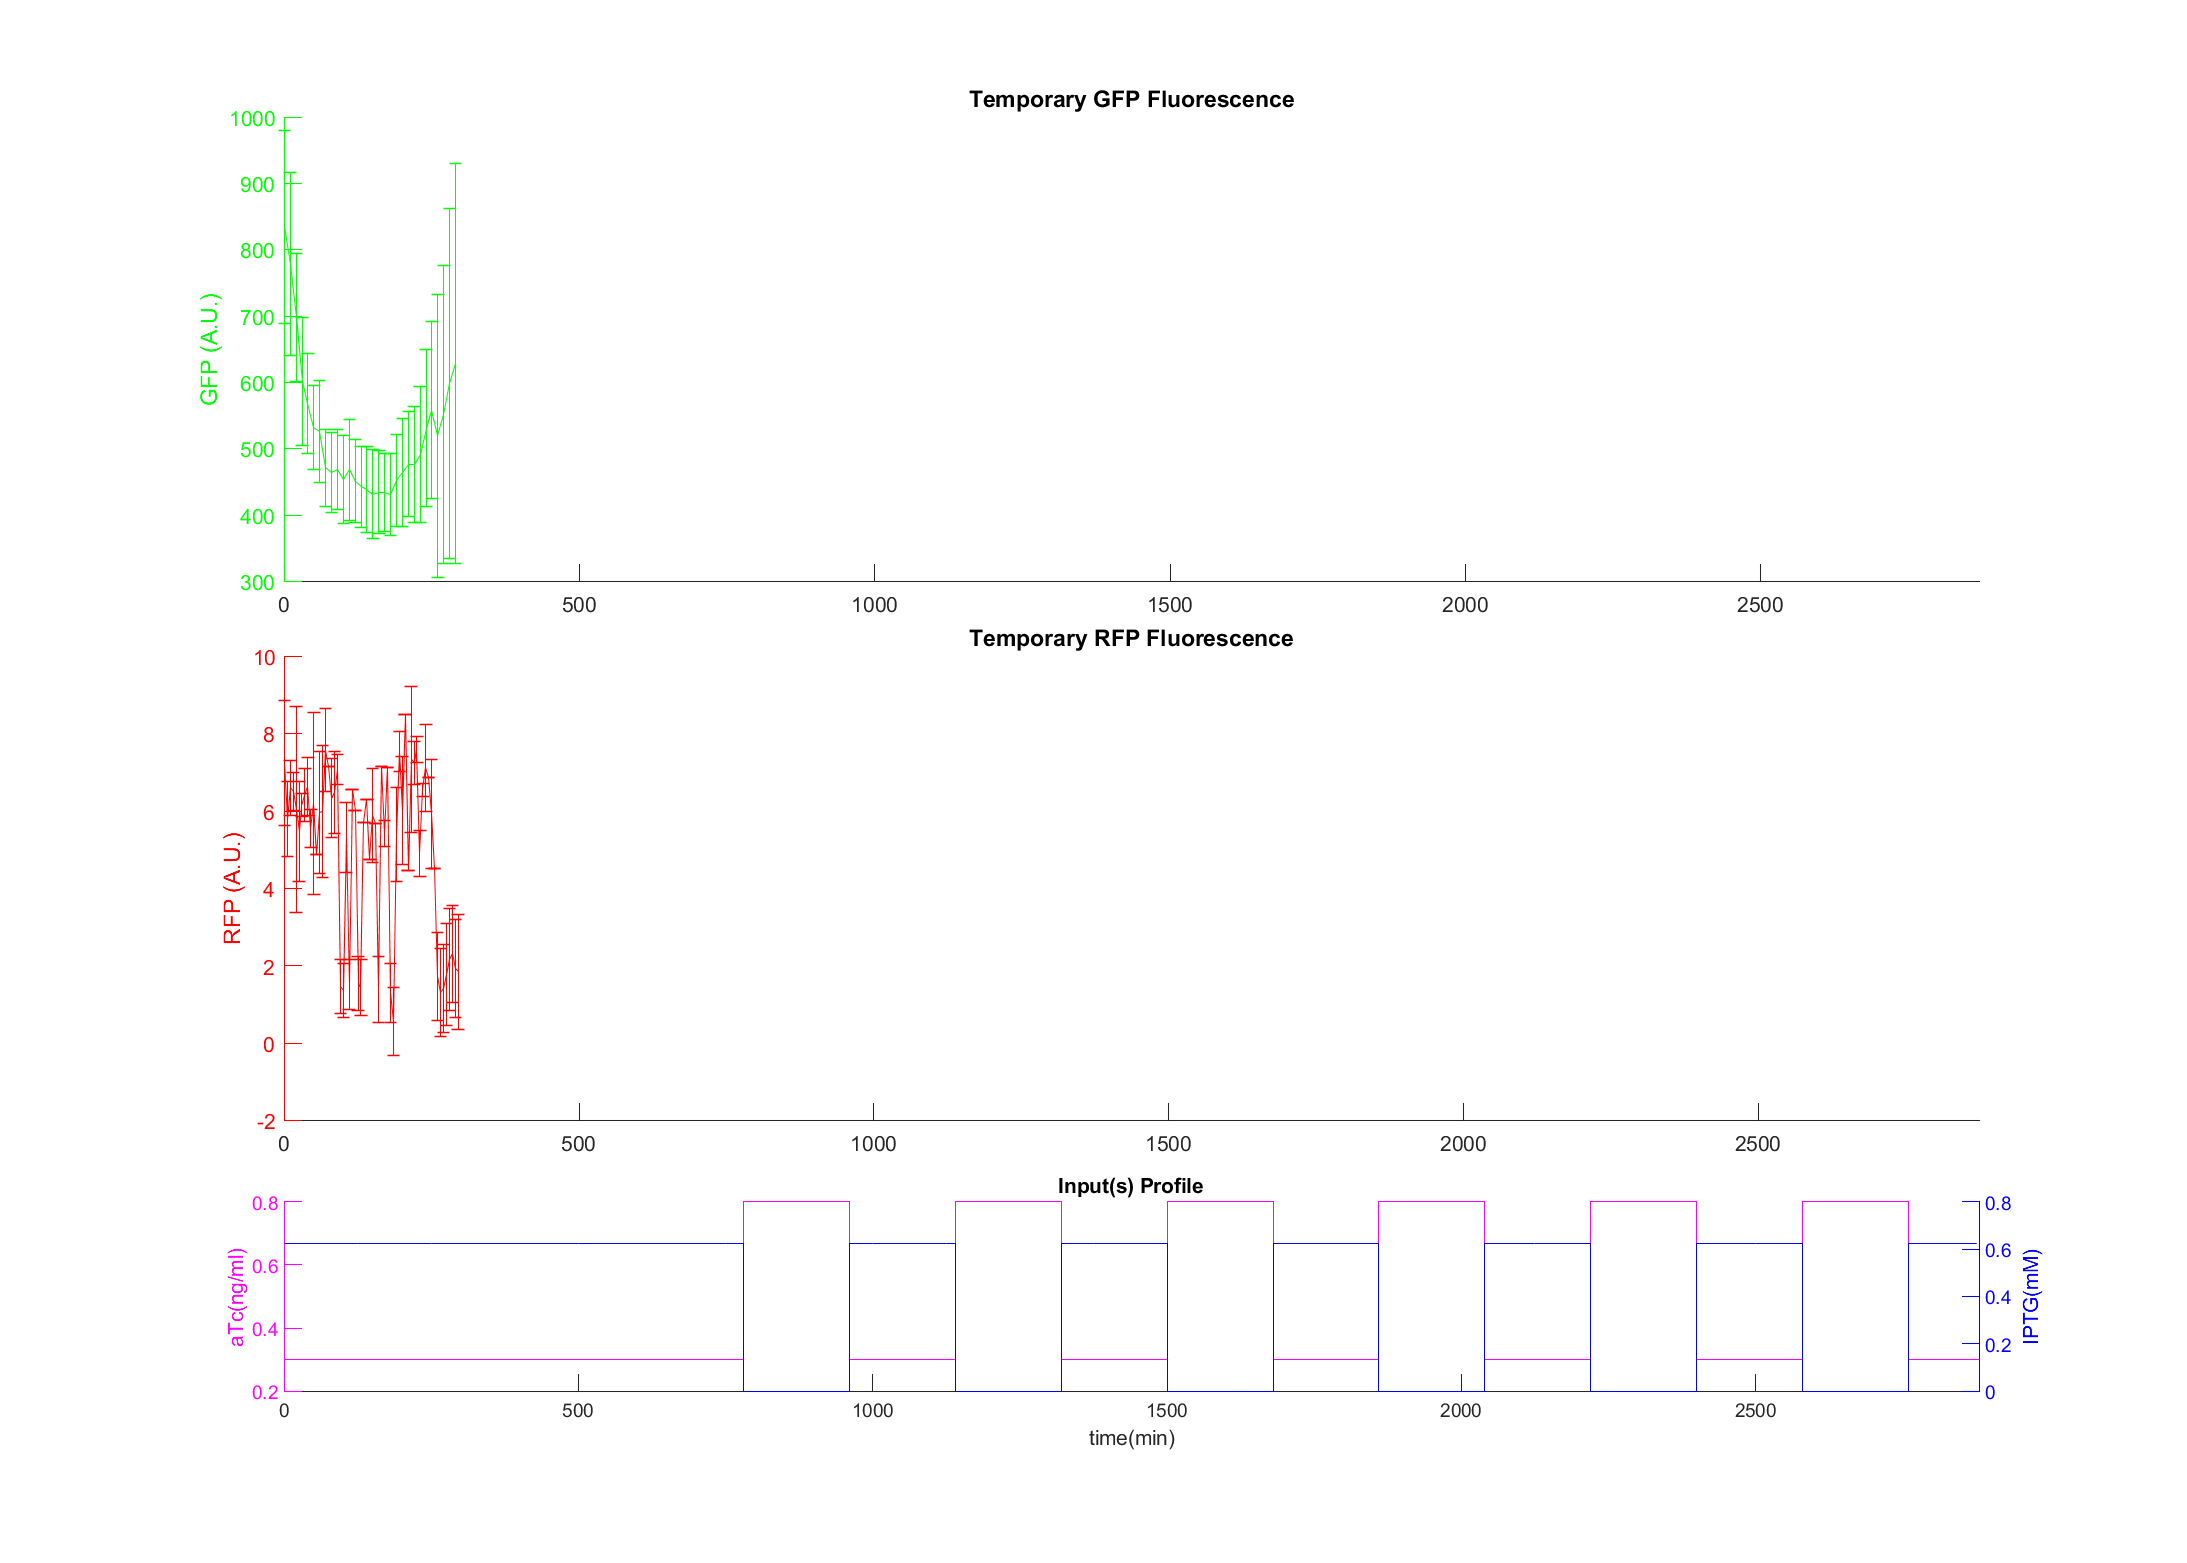 Temporary GFP Fluorescence
1000
900
800
700
600
500
400
300
GFP (A.U.)
0 500 1000 1500 2000 2500
Temporary RFP Fluorescence
10
8
6
4
2
0
-2
RFP (A.U.)
0 500 1000 1500 2000 2500
Input(s) Profile
0.8
0.6
0.4
0.2
aTc(ng/ml)
0.8
0.6
0.4
0.2
0
IPTG(mM)
0 500 1000 1500 2000 2500
time(min)